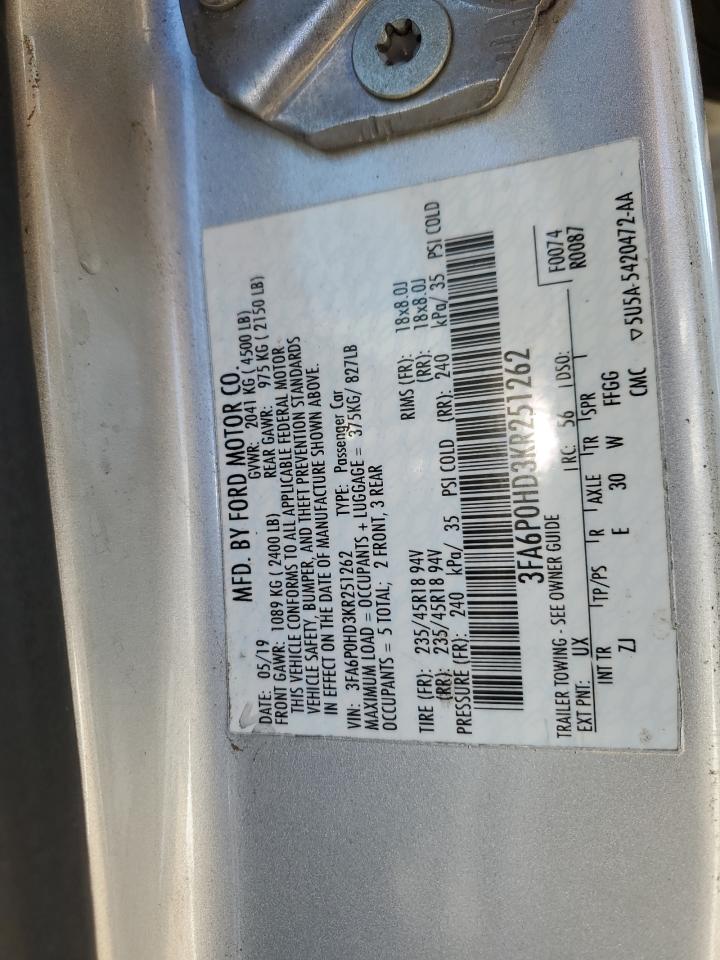 MFD. BY FORD MOTOR CO.
DATE: 05/19 GVWR: 2041 KG ( 4500 LB)
FRONT GAWR: 1089 KG ( 2400 LB) REAR GAWR: 975 KG ( 2150 LB)
THIS VEHICLE CONFORMS TO ALL APPLICABLE FEDERAL MOTOR
VEHICLE SAFETY, BUMPER, AND THEFT PREVENTION STANDARDS
IN EFFECT ON THE DATE OF MANUFACTURE SHOWN ABOVE.
VIN: 3FA6P0HD3KR251262 TYPE: Passenger Car
MAXIMUM LOAD = OCCUPANTS + LUGGAGE = 375KG/ 827LB
OCCUPANTS = 5 TOTAL; 2 FRONT, 3 REAR
TIRE (FR): 235/45R18 94V RIMS (FR): 18x8.0J
(RR): 235/45R18 94V (RR): 18x8.0J
PRESSURE (FR): 240 kPa/ 35 PSI COLD (RR): 240 kPa/ 35 PSI COLD
3FA6P0HD3KR251262
TRAILER TOWING - SEE OWNER GUIDE F0074
EXT PNT: UX RC: 56 DSO: R0087
INT TR TP/PS R AXLE TR SPR
ZJ E 30 W FFGG
CMC ▽5U5A-5420472-AA